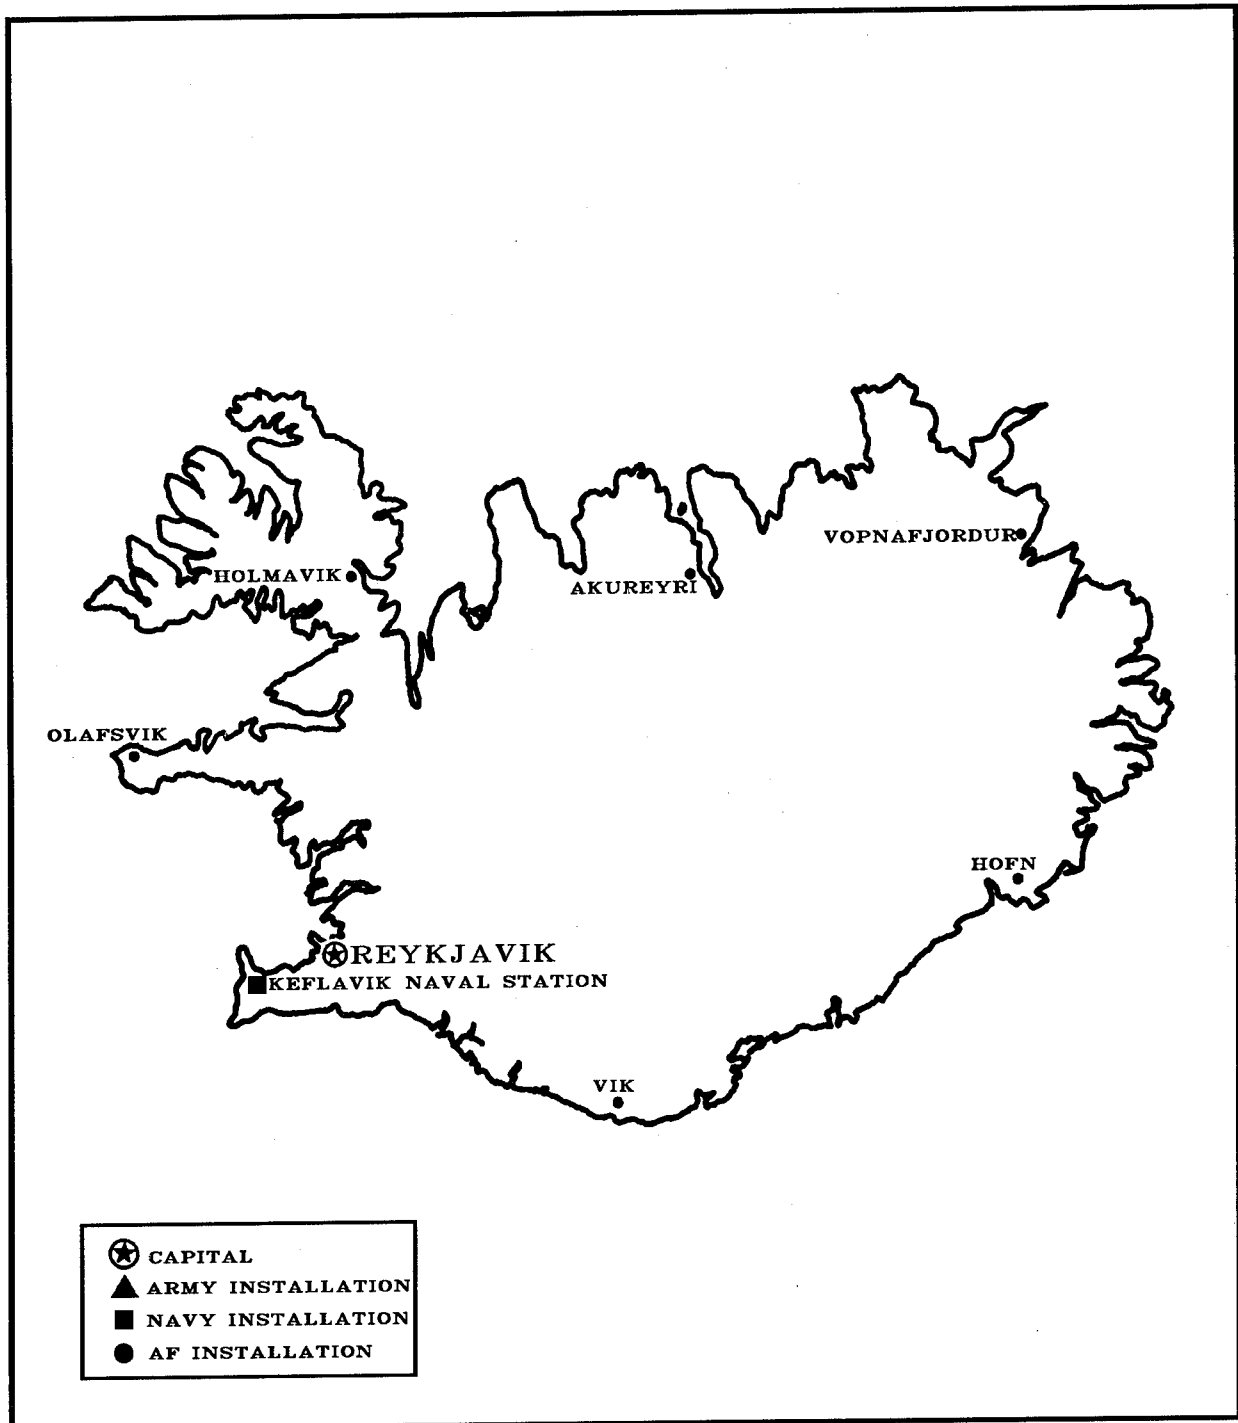 VOPNAFJORDUR
HOLMAVIK
AKUREYRI
OLAFSVIK
HOFN
REYKJAVIK
KEFLAVIK NAVAL STATION
VIK
CAPITAL
ARMY INSTALLATION
NAVY INSTALLATION
AF INSTALLATION